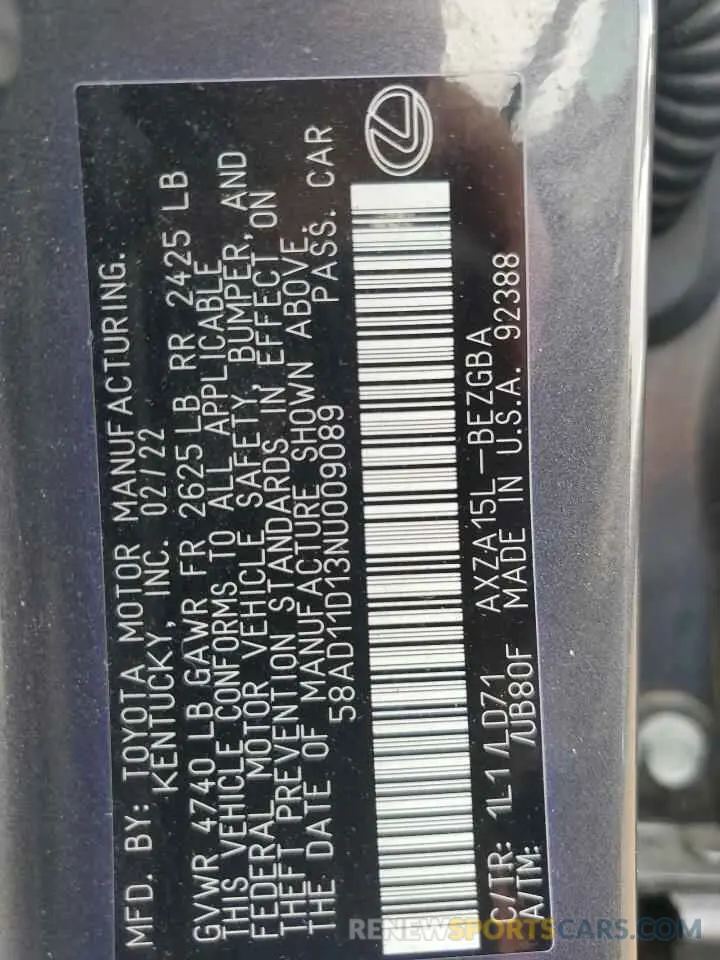 MFD. BY: TOYOTA MOTOR MANUFACTURING.
KENTUCKY, INC. 02/22
GVWR 4740 LB GAWR FR 2625 LB RR 2425 LB
THIS VEHICLE CONFORMS TO ALL APPLICABLE
FEDERAL MOTOR VEHICLE SAFETY, BUMPER, AND
THEFT PREVENTION STANDARDS IN EFFECT ON
THE DATE OF MANUFACTURE SHOWN ABOVE.
58AD11D13NU009089 PASS. CAR
C/TR: 1L1/LD71 AXZA15L-BEZGBA
A/TM: /UB80F MADE IN U.S.A. 92388
RENEWSPORTSCARS.COM